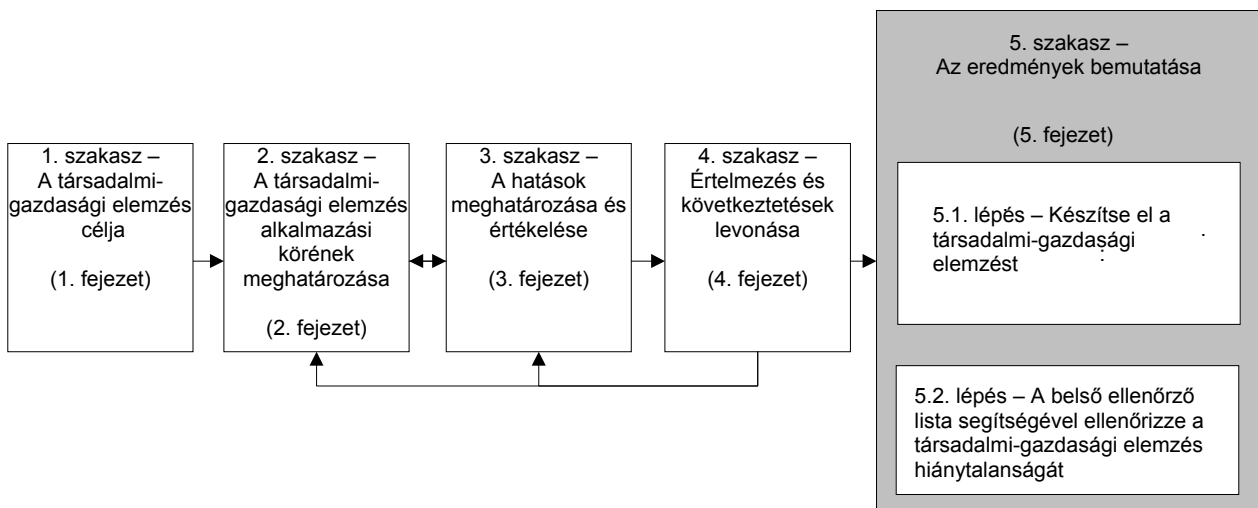 1. szakasz –
A társadalmi-
gazdasági elemzés
célja
(1. fejezet)
2. szakasz –
A társadalmi-
gazdasági elemzés
alkalmazási
körének
meghatározása
(2. fejezet)
3. szakasz –
A hatások
meghatározása és
értékelése
(3. fejezet)
4. szakasz –
Értelmezés és
következtetések
levonása
(4. fejezet)
5. szakasz –
Az eredmények bemutatása
(5. fejezet)
5.1. lépés – Készítse el a
társadalmi-gazdasági
elemzést
5.2. lépés – A belső ellenőrző
lista segítségével ellenőrizze a
társadalmi-gazdasági elemzés
hiánytalanságát